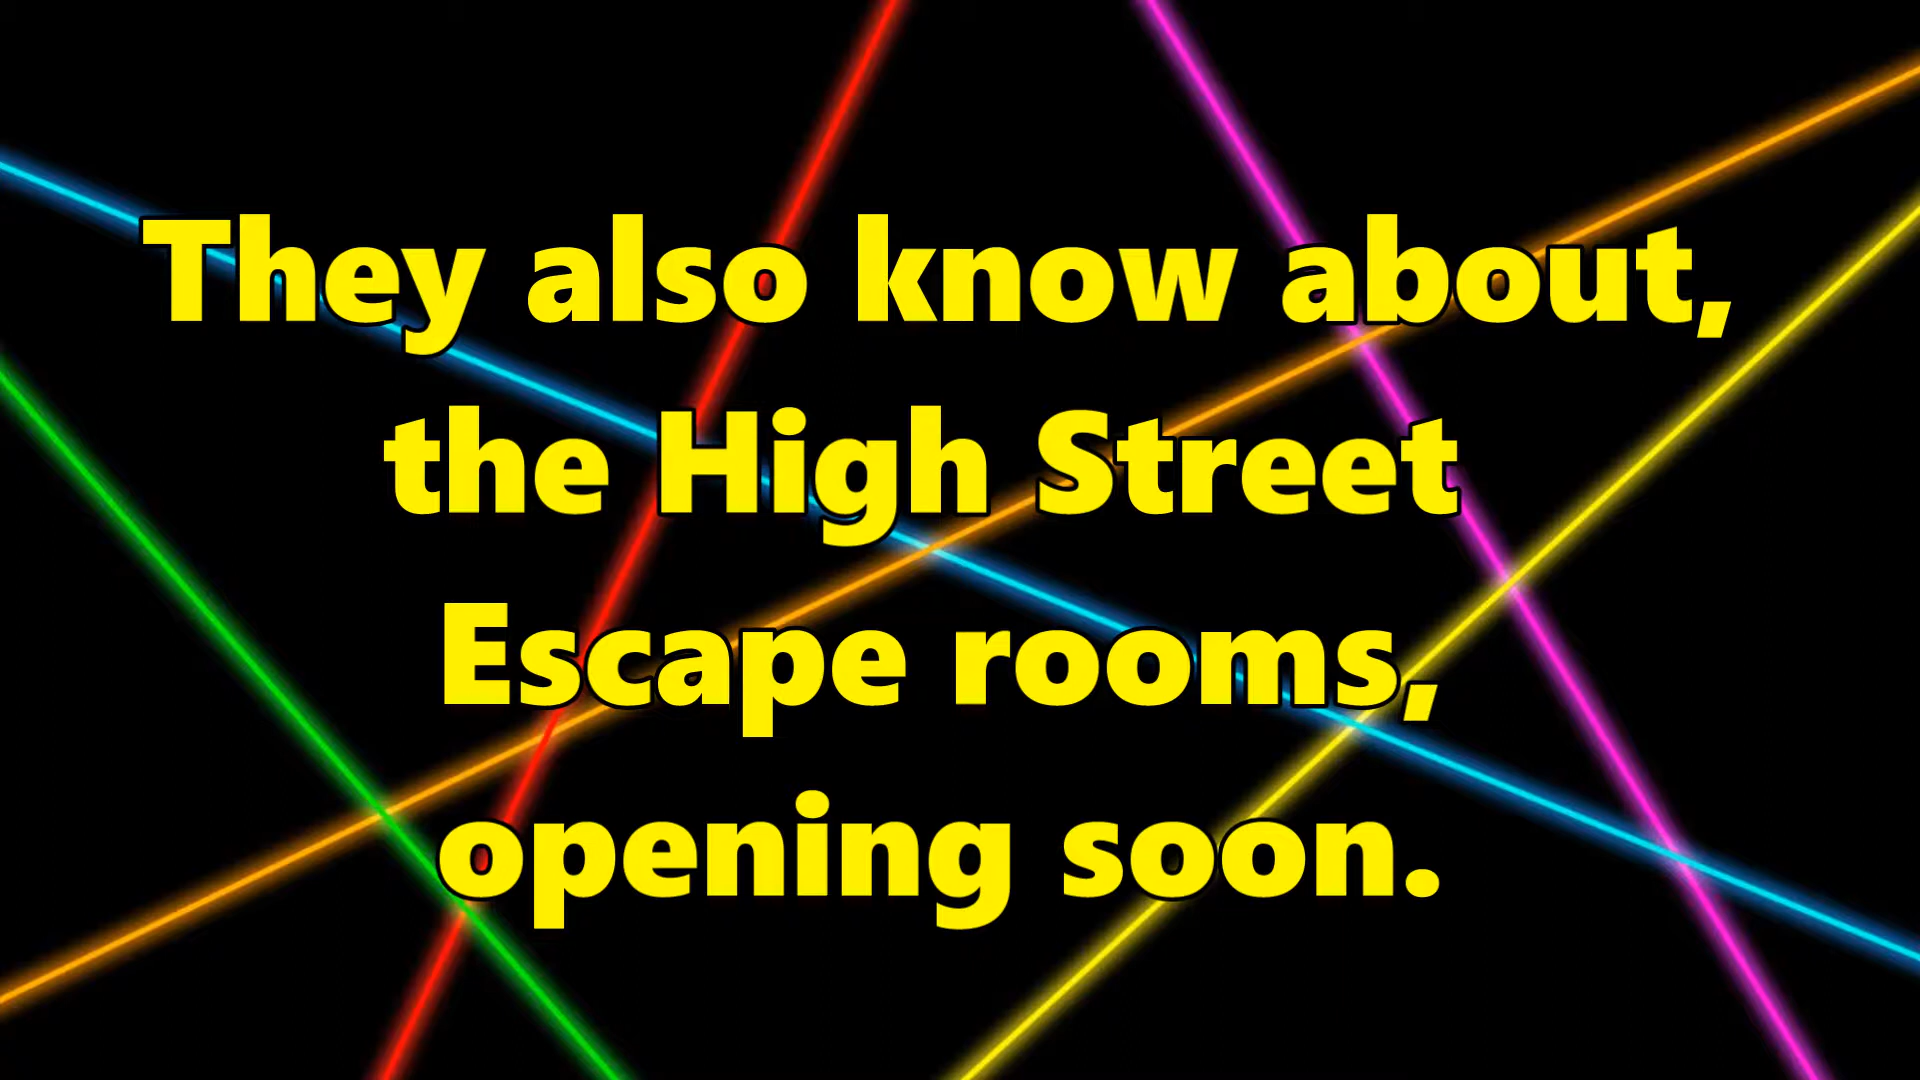 They also know about,
the High Street
Escape rooms,
opening soon.